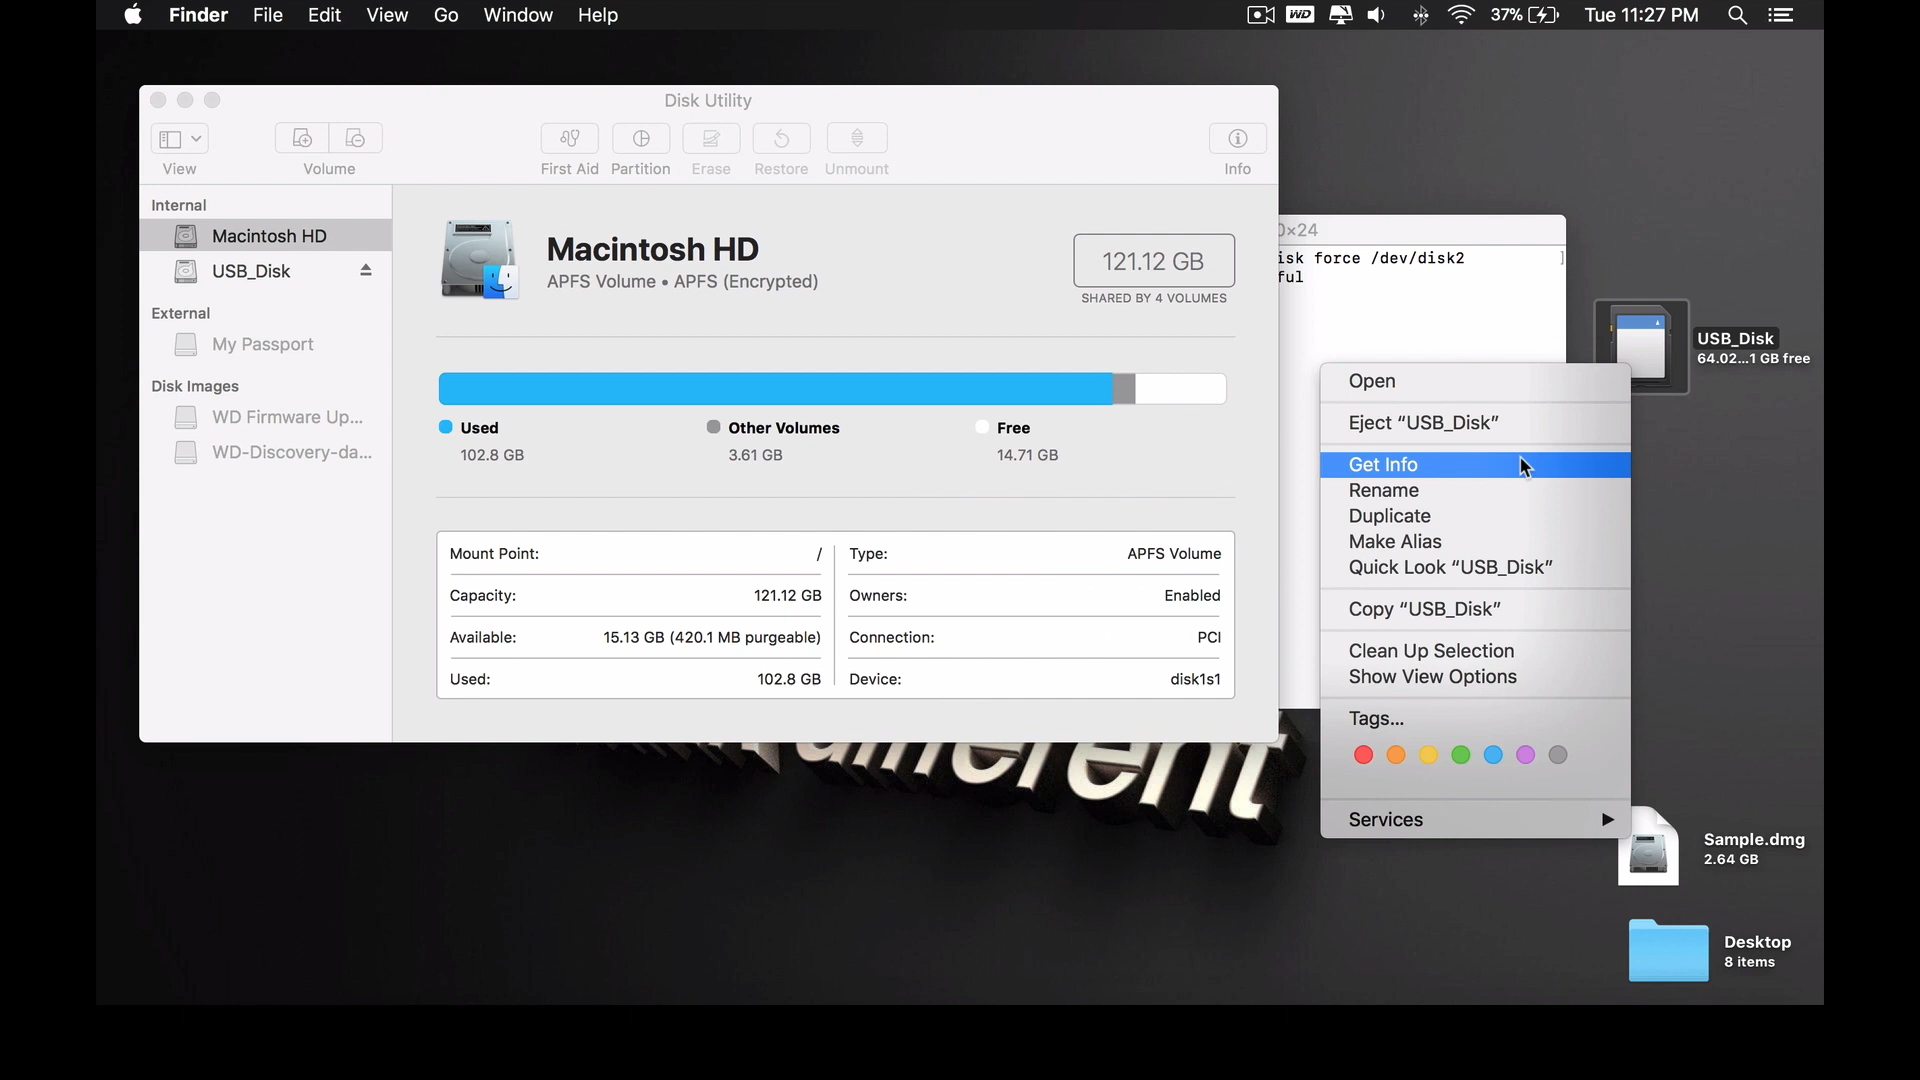 Finder File Edit View Go Window Help
WD 37% Tue 11:27 PM
Disk Utility
View Volume First Aid Partition Erase Restore Unmount Info
Internal
Macintosh HD
USB_Disk
External
My Passport
Disk Images
WD Firmware Up...
WD-Discovery-da...
Macintosh HD
APFS Volume • APFS (Encrypted)
121.12 GB
SHARED BY 4 VOLUMES
Used Other Volumes Free
102.8 GB 3.61 GB 14.71 GB
Mount Point: / Type: APFS Volume
Capacity: 121.12 GB Owners: Enabled
Available: 15.13 GB (420.1 MB purgeable) Connection: PCI
Used: 102.8 GB Device: disk1s1
×24
isk force /dev/disk2 ]
ful
Open
Eject “USB_Disk”
Get Info
Rename
Duplicate
Make Alias
Quick Look “USB_Disk”
Copy “USB_Disk”
Clean Up Selection
Show View Options
Tags...
Services
USB_Disk
64.02...1 GB free
Sample.dmg
2.64 GB
Desktop
8 items
different